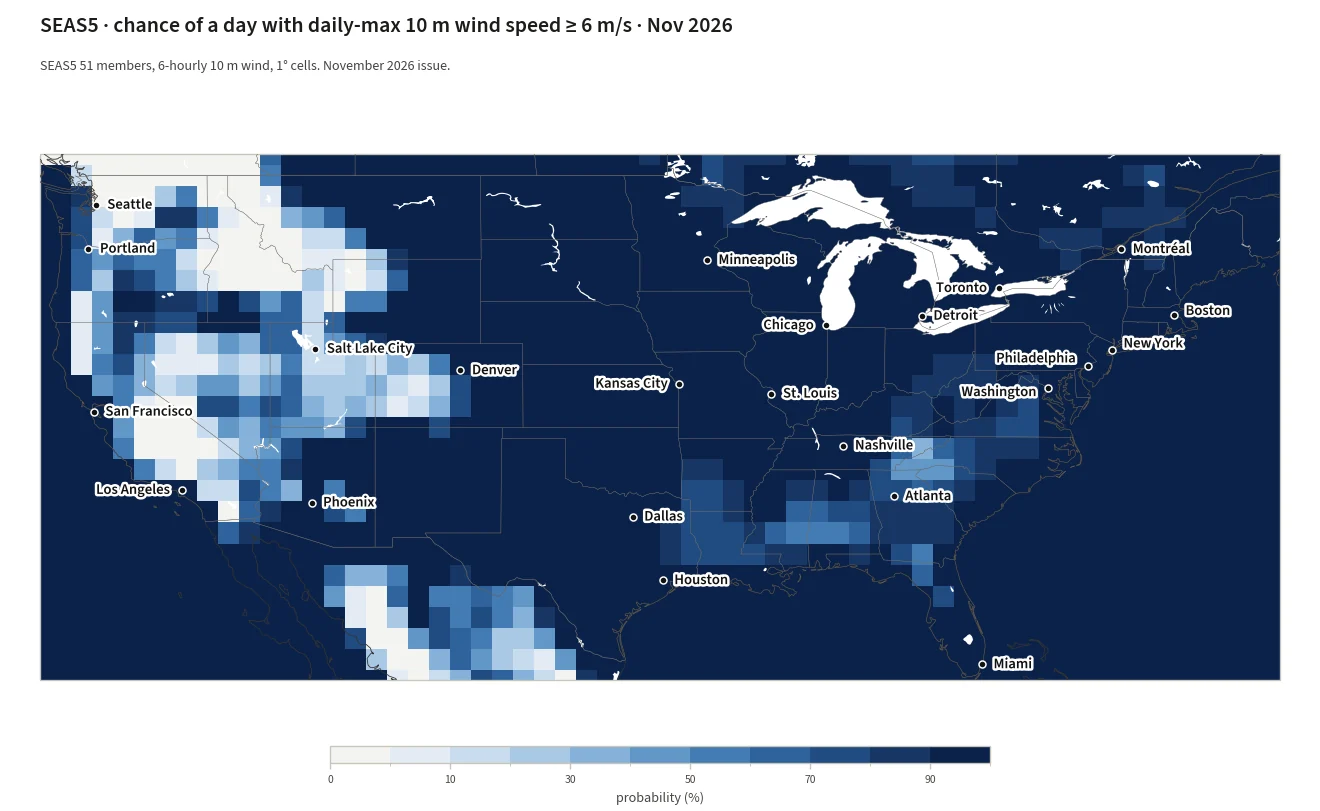 SEAS5 · chance of a day with daily-max 10 m wind speed ≥ 6 m/s · Nov 2026
SEAS5 51 members, 6-hourly 10 m wind, 1° cells. November 2026 issue.
Seattle
Portland
Montréal
Minneapolis
Toronto
Boston
Detroit
Chicago
New York
Salt Lake City
Philadelphia
Denver
Kansas City
Washington
St. Louis
San Francisco
Nashville
Los Angeles
Atlanta
Phoenix
Dallas
Houston
Miami
0 10 30 50 70 90
probability (%)